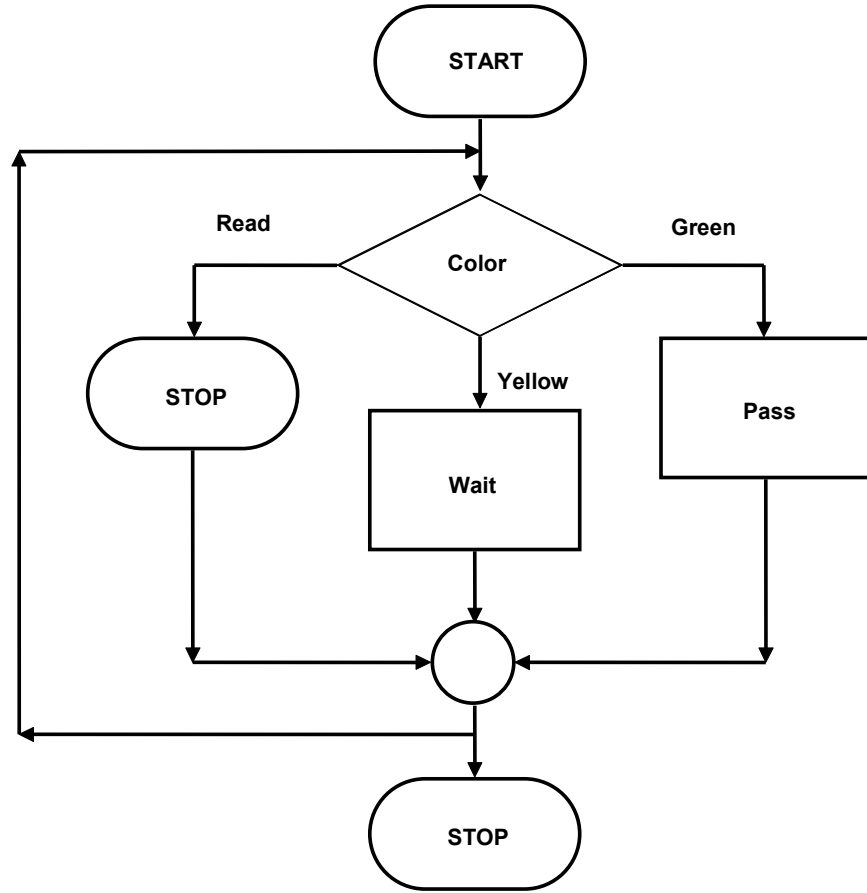 START
Read
Green
Color
STOP
Yellow
Pass
Wait
STOP